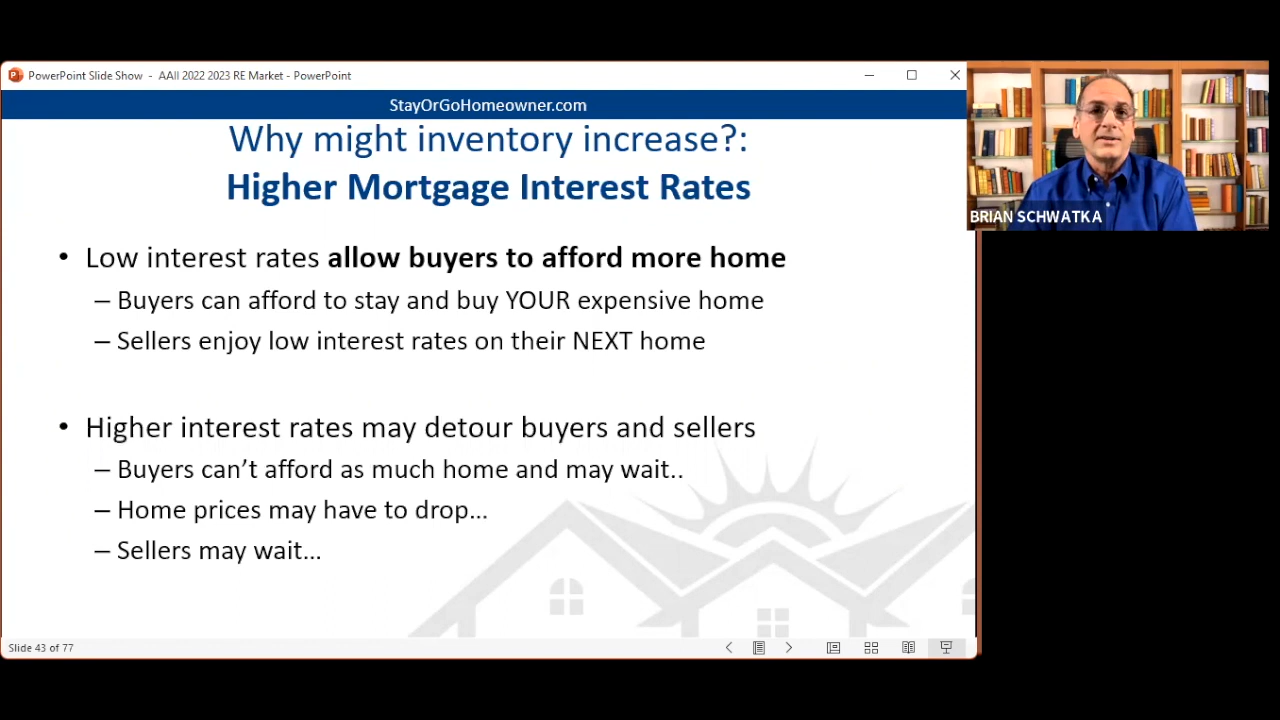 PowerPoint Slide Show - AAII 2022 2023 RE Market - PowerPoint
StayOrGoHomeowner.com
Why might inventory increase?:
Higher Mortgage Interest Rates
• Low interest rates allow buyers to afford more home
– Buyers can afford to stay and buy YOUR expensive home
– Sellers enjoy low interest rates on their NEXT home
• Higher interest rates may detour buyers and sellers
– Buyers can’t afford as much home and may wait..
– Home prices may have to drop…
– Sellers may wait…
Slide 43 of 77
BRIAN SCHWATKA